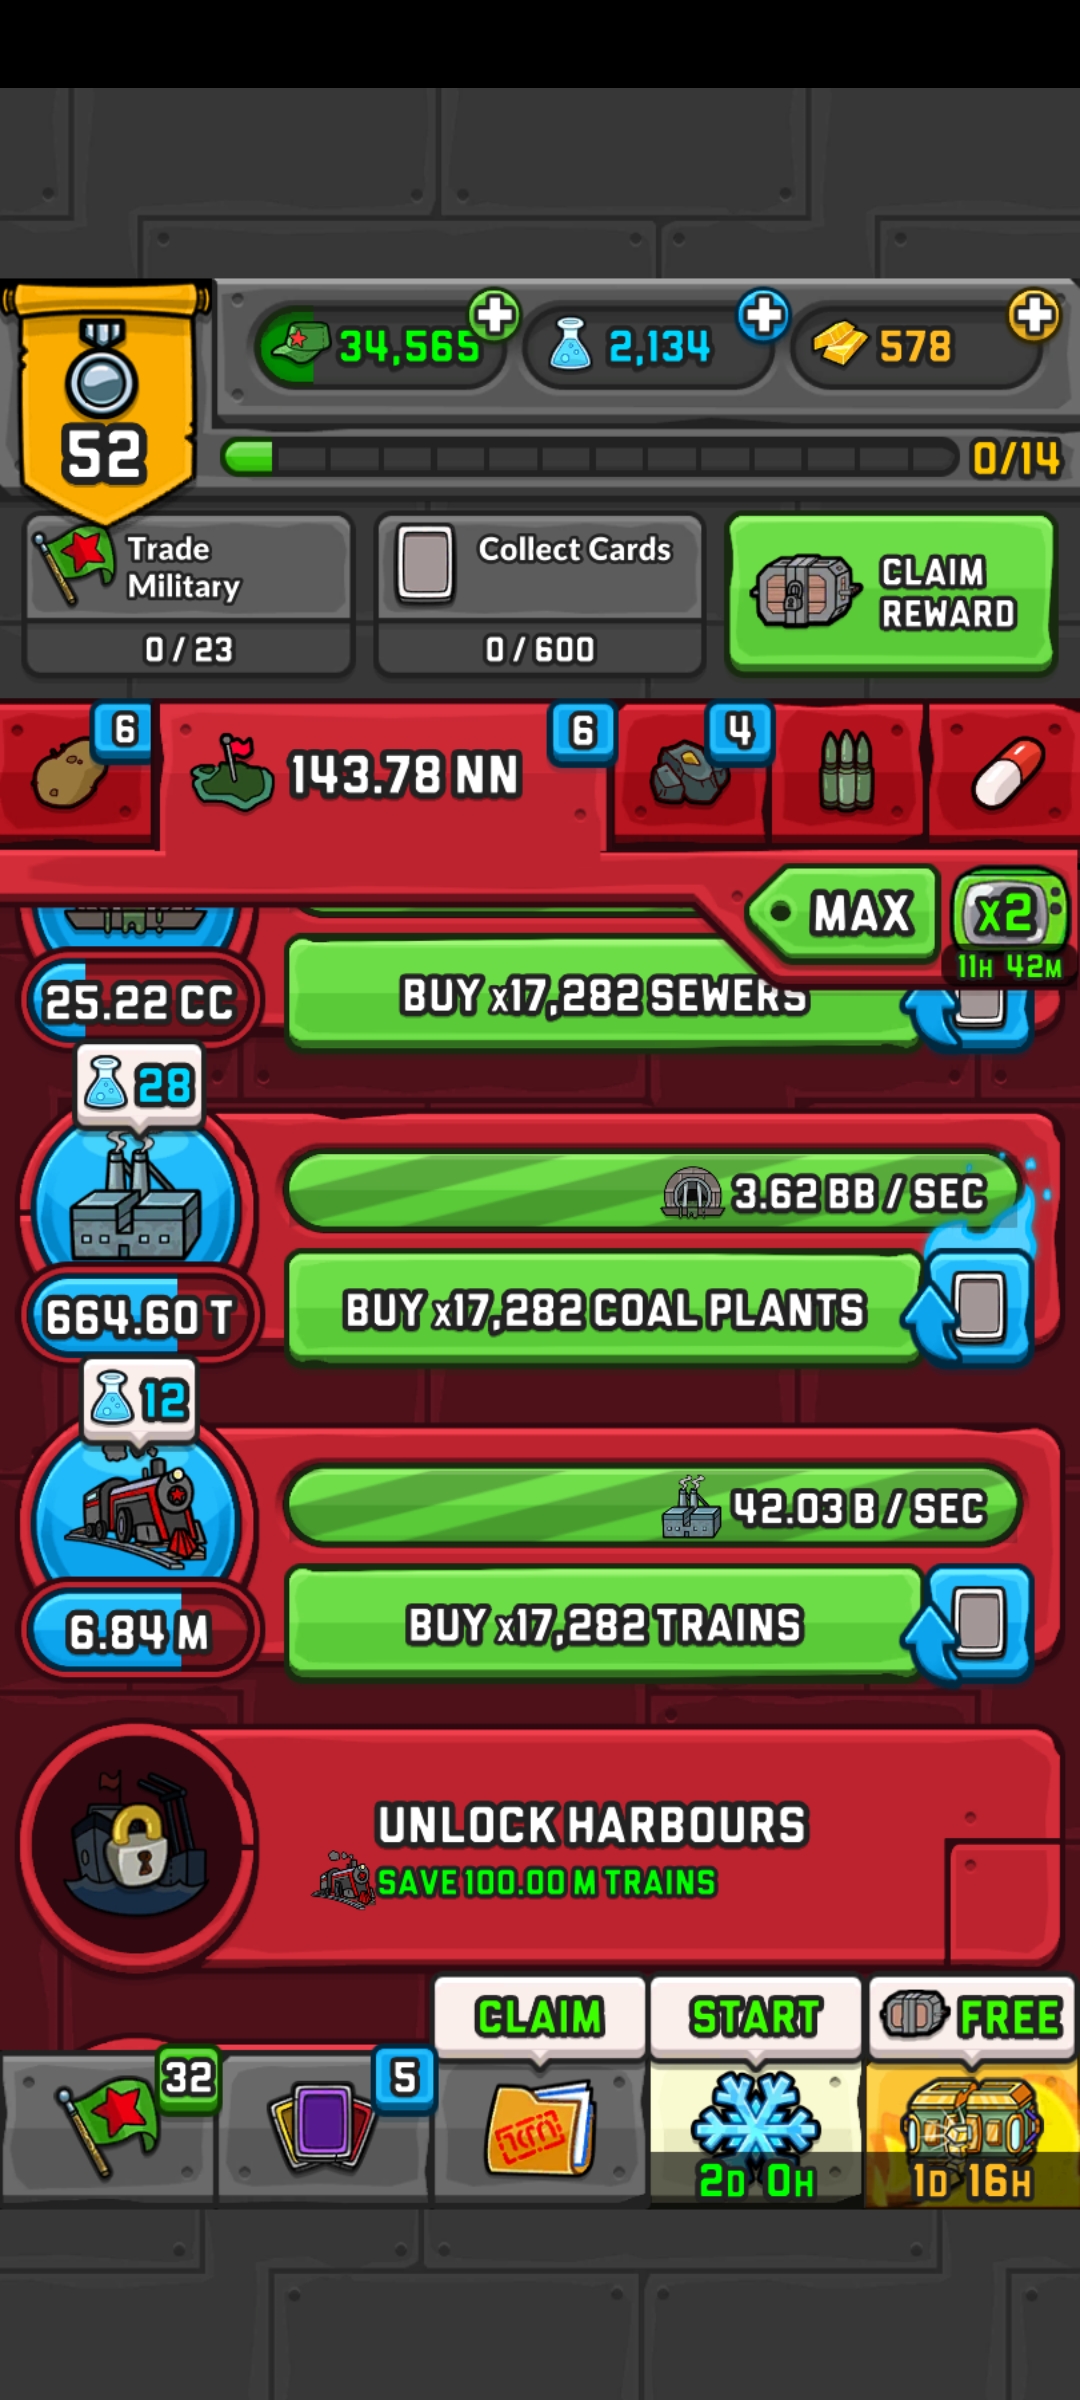 34,565
2,134
578
52
0/14
Trade
Military
0 / 23
Collect Cards
0 / 600
CLAIM
REWARD
6
143.78 NN
6
4
MAX
x2
11H 42M
25.22 CC
BUY x17,282 SEWERS
28
3.62 BB / SEC
664.60 T
BUY x17,282 COAL PLANTS
12
42.03 B / SEC
6.84 M
BUY x17,282 TRAINS
UNLOCK HARBOURS
SAVE 100.00 M TRAINS
CLAIM
START
FREE
32
5
2D 0H
1D 16H